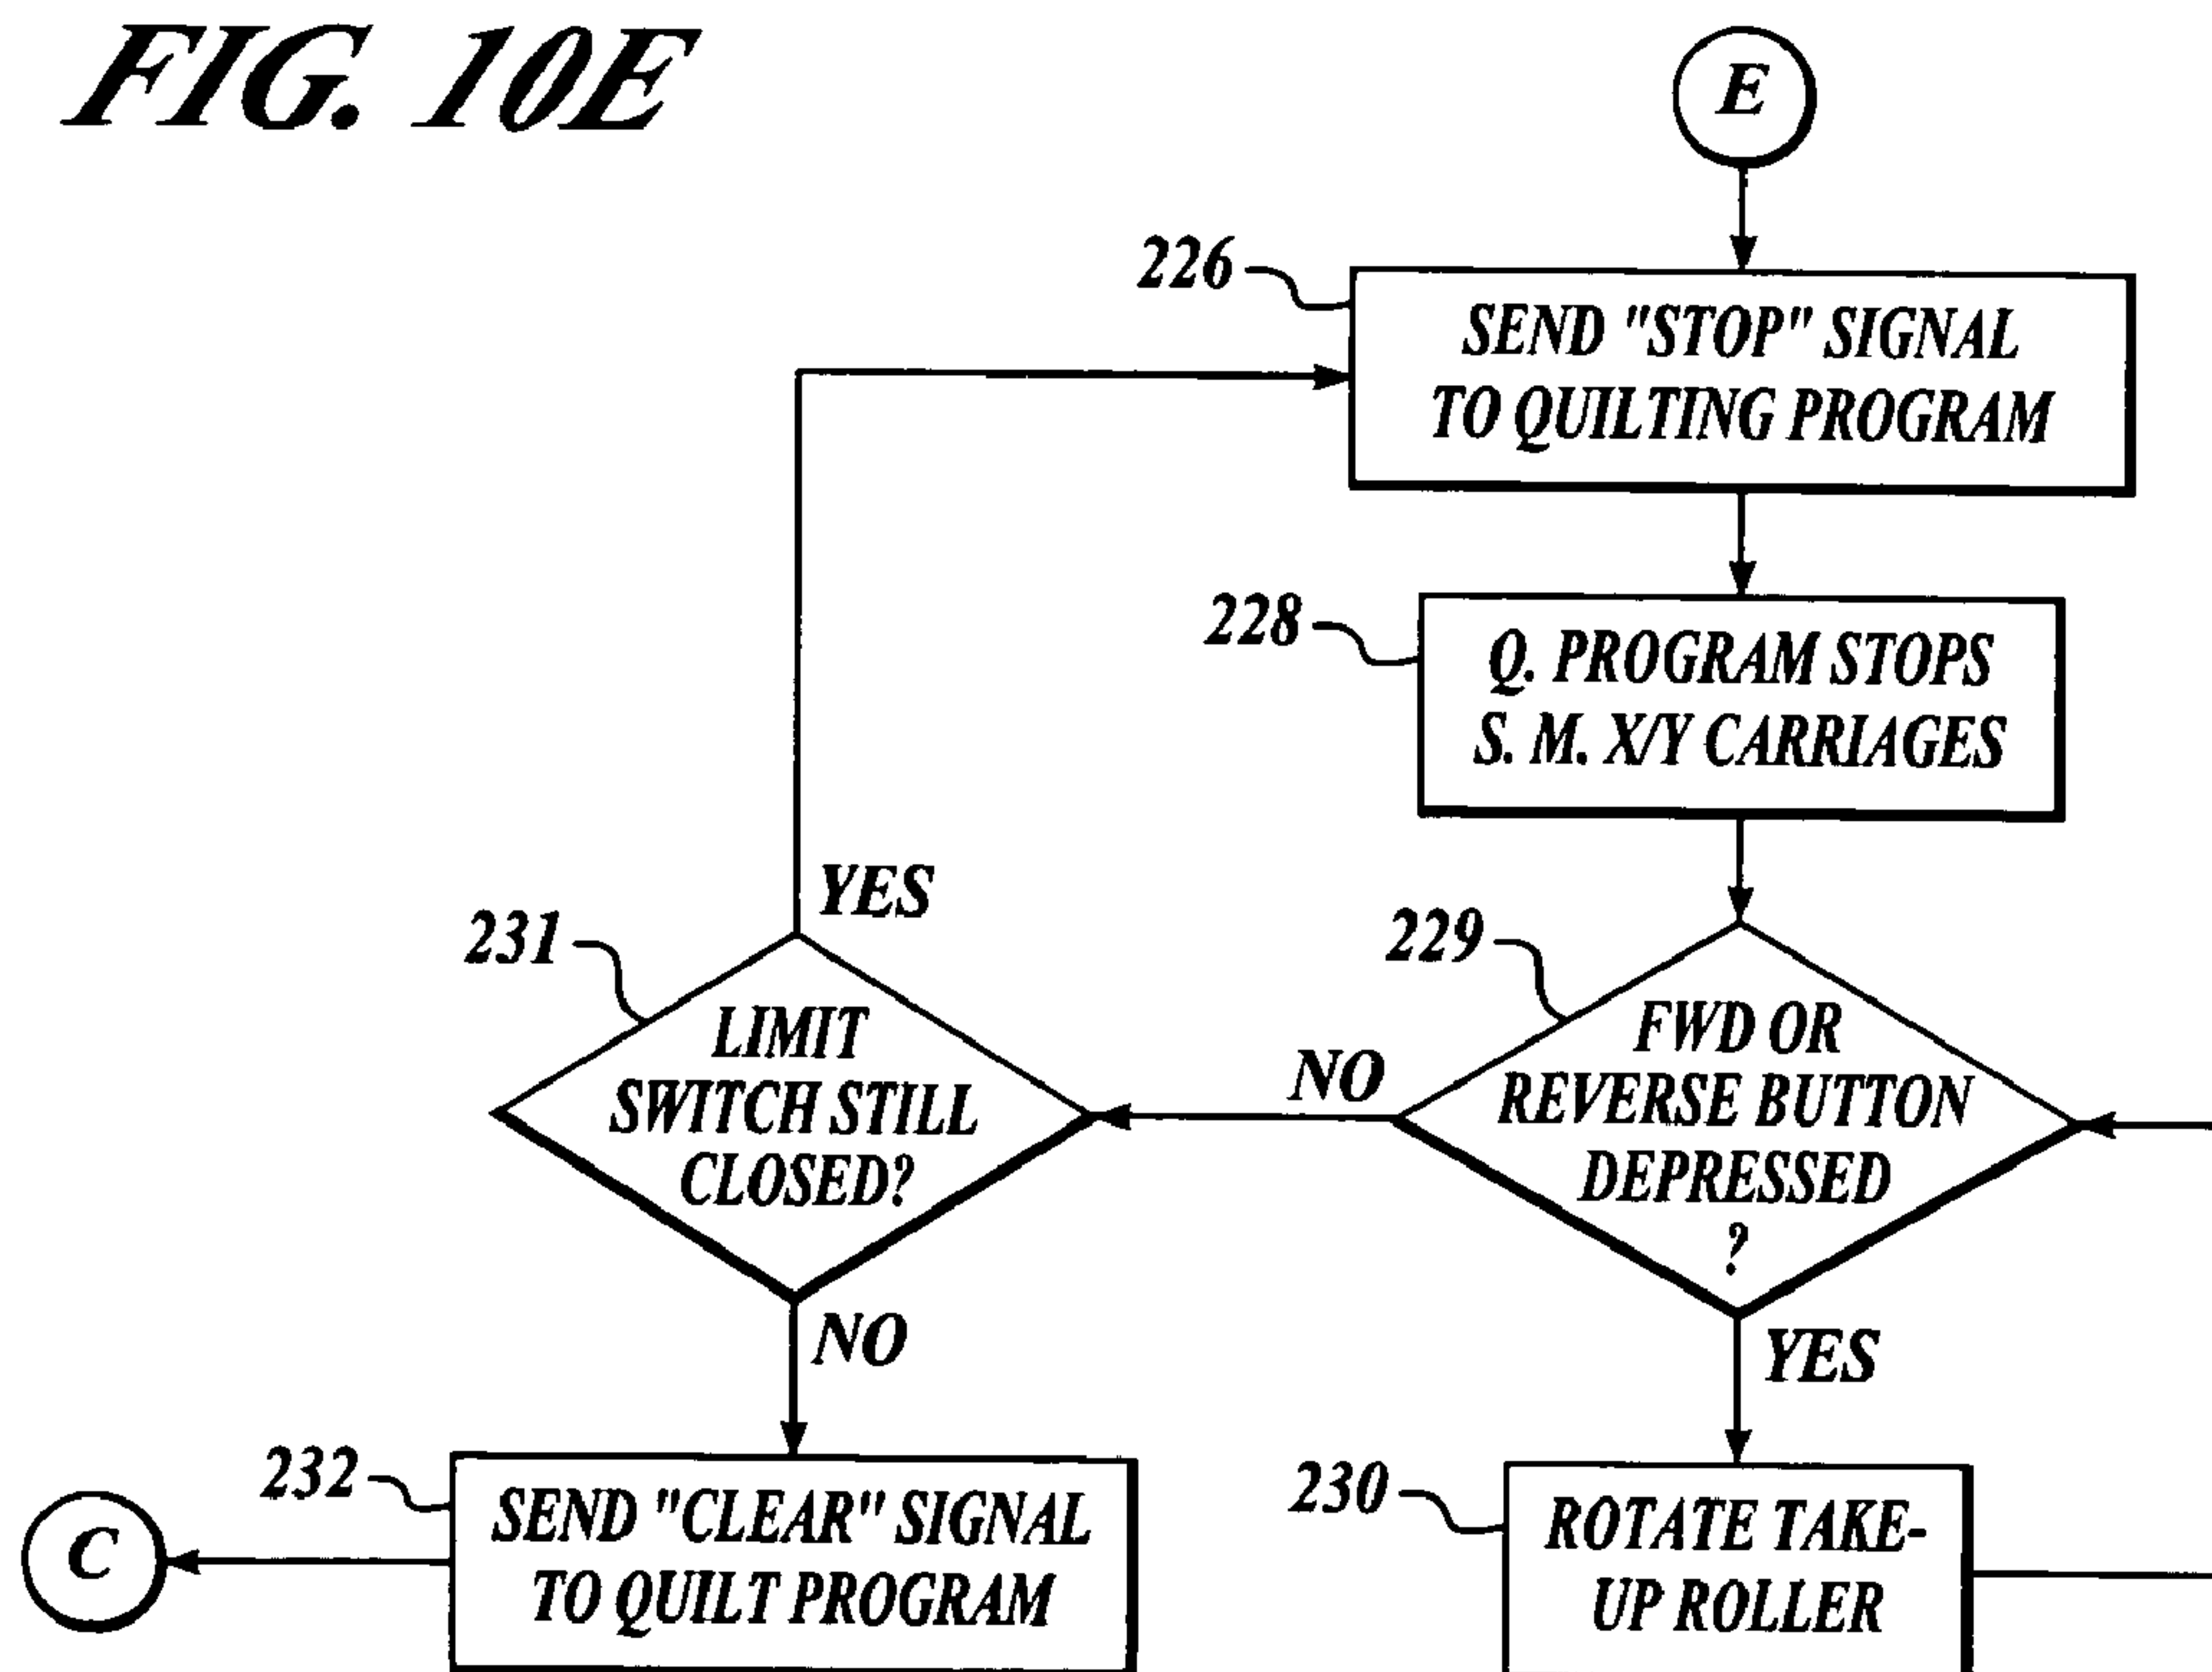 FIG. 10E
E
226
SEND "STOP" SIGNAL
TO QUILTING PROGRAM
228
Q. PROGRAM STOPS
S. M. X/Y CARRIAGES
YES
231
LIMIT
SWITCH STILL
CLOSED?
NO
229
FWD OR
REVERSE BUTTON
DEPRESSED
?
NO
YES
232
SEND "CLEAR" SIGNAL
TO QUILT PROGRAM
C
230
ROTATE TAKE-
UP ROLLER